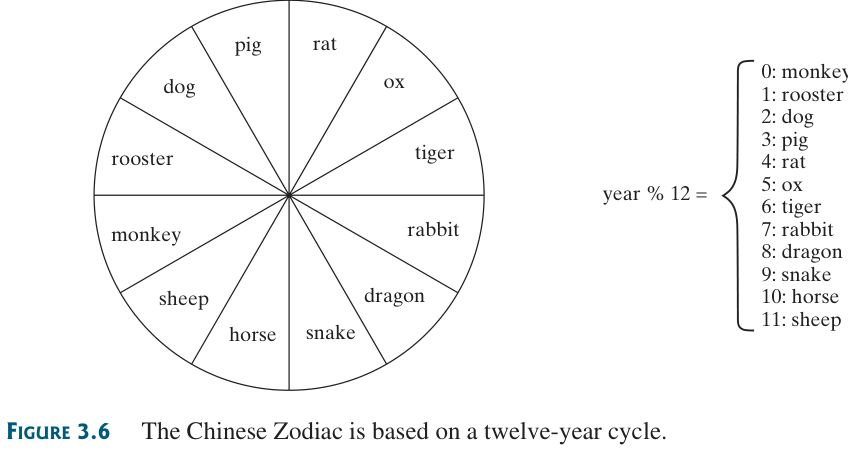 pig
rat
dog
ox
rooster
tiger
monkey
rabbit
sheep
dragon
horse
snake
year % 12 =
0: monkey
1: rooster
2: dog
3: pig
4: rat
5: ox
6: tiger
7: rabbit
8: dragon
9: snake
10: horse
11: sheep
FIGURE 3.6 The Chinese Zodiac is based on a twelve-year cycle.